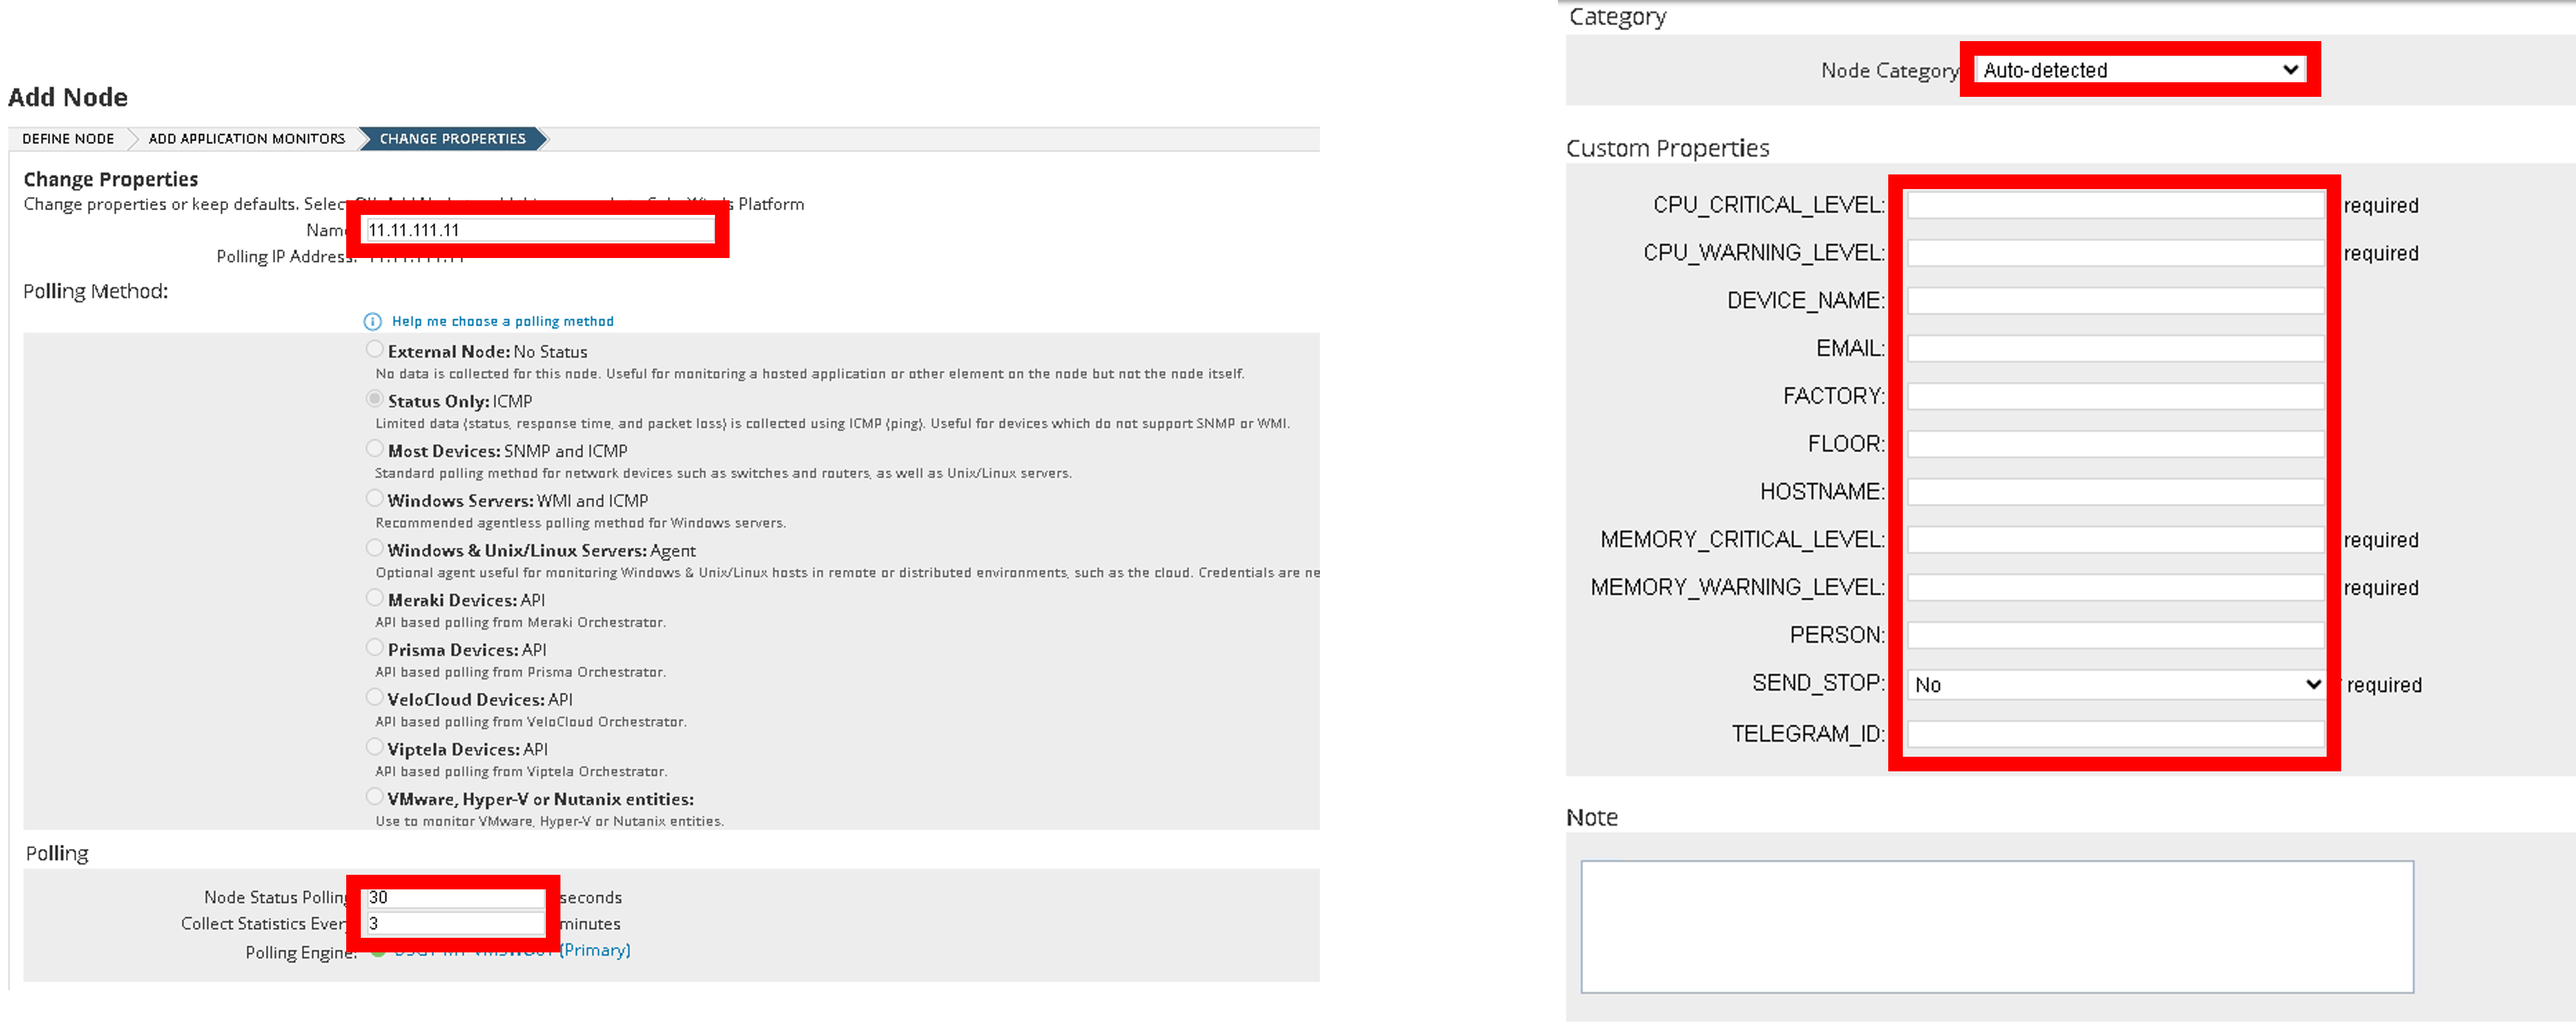 Add Node
DEFINE NODE
ADD APPLICATION MONITORS
CHANGE PROPERTIES
Change Properties
Change properties or keep defaults. Select Platform
Name
11.11.111.11
Polling IP Address:
Polling Method:
Help me choose a polling method
External Node: No Status
No data is collected for this node. Useful for monitoring a hosted application or other element on the node but not the node itself.
Status Only: ICMP
Limited data (status, response time, and packet loss) is collected using ICMP (ping). Useful for devices which do not support SNMP or WMI.
Most Devices: SNMP and ICMP
Standard polling method for network devices such as switches and routers, as well as Unix/Linux servers.
Windows Servers: WMI and ICMP
Recommended agentless polling method for Windows servers.
Windows & Unix/Linux Servers: Agent
Optional agent useful for monitoring Windows & Unix/Linux hosts in remote or distributed environments, such as the cloud. Credentials are ne
Meraki Devices: API
API based polling from Meraki Orchestrator.
Prisma Devices: API
API based polling from Prisma Orchestrator.
VeloCloud Devices: API
API based polling from VeloCloud Orchestrator.
Viptela Devices: API
API based polling from Viptela Orchestrator.
VMware, Hyper-V or Nutanix entities:
Use to monitor VMware, Hyper-V or Nutanix entities.
Polling
Node Status Polling 30 seconds
Collect Statistics Every 3 minutes
Polling Engine: (Primary)
Category
Node Category Auto-detected
Custom Properties
CPU_CRITICAL_LEVEL: required
CPU_WARNING_LEVEL: required
DEVICE_NAME:
EMAIL:
FACTORY:
FLOOR:
HOSTNAME:
MEMORY_CRITICAL_LEVEL: required
MEMORY_WARNING_LEVEL: required
PERSON:
SEND_STOP: No required
TELEGRAM_ID:
Note